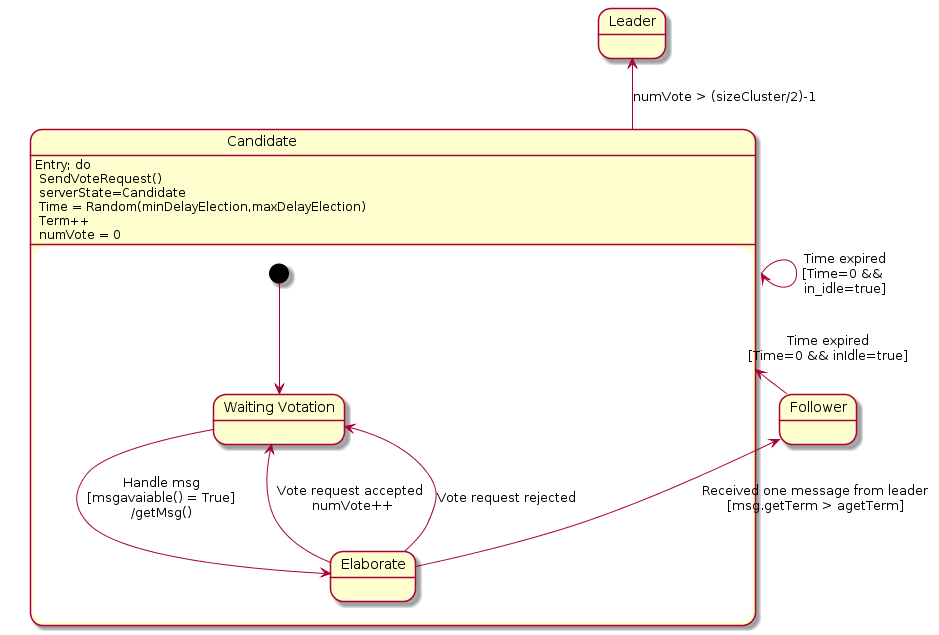 Leader
numVote > (sizeCluster/2)-1
Candidate
Entry; do
SendVoteRequest()
serverState=Candidate
Time = Random(minDelayElection,maxDelayElection)
Term++
numVote = 0
Time expired
[Time=0 &&
in_idle=true]
Time expired
[Time=0 && inIdle=true]
Waiting Votation
Follower
Handle msg
[msgavaiable() = True]
/getMsg()
Vote request accepted
numVote++
Vote request rejected
Received one message from leader
[msg.getTerm > agetTerm]
Elaborate